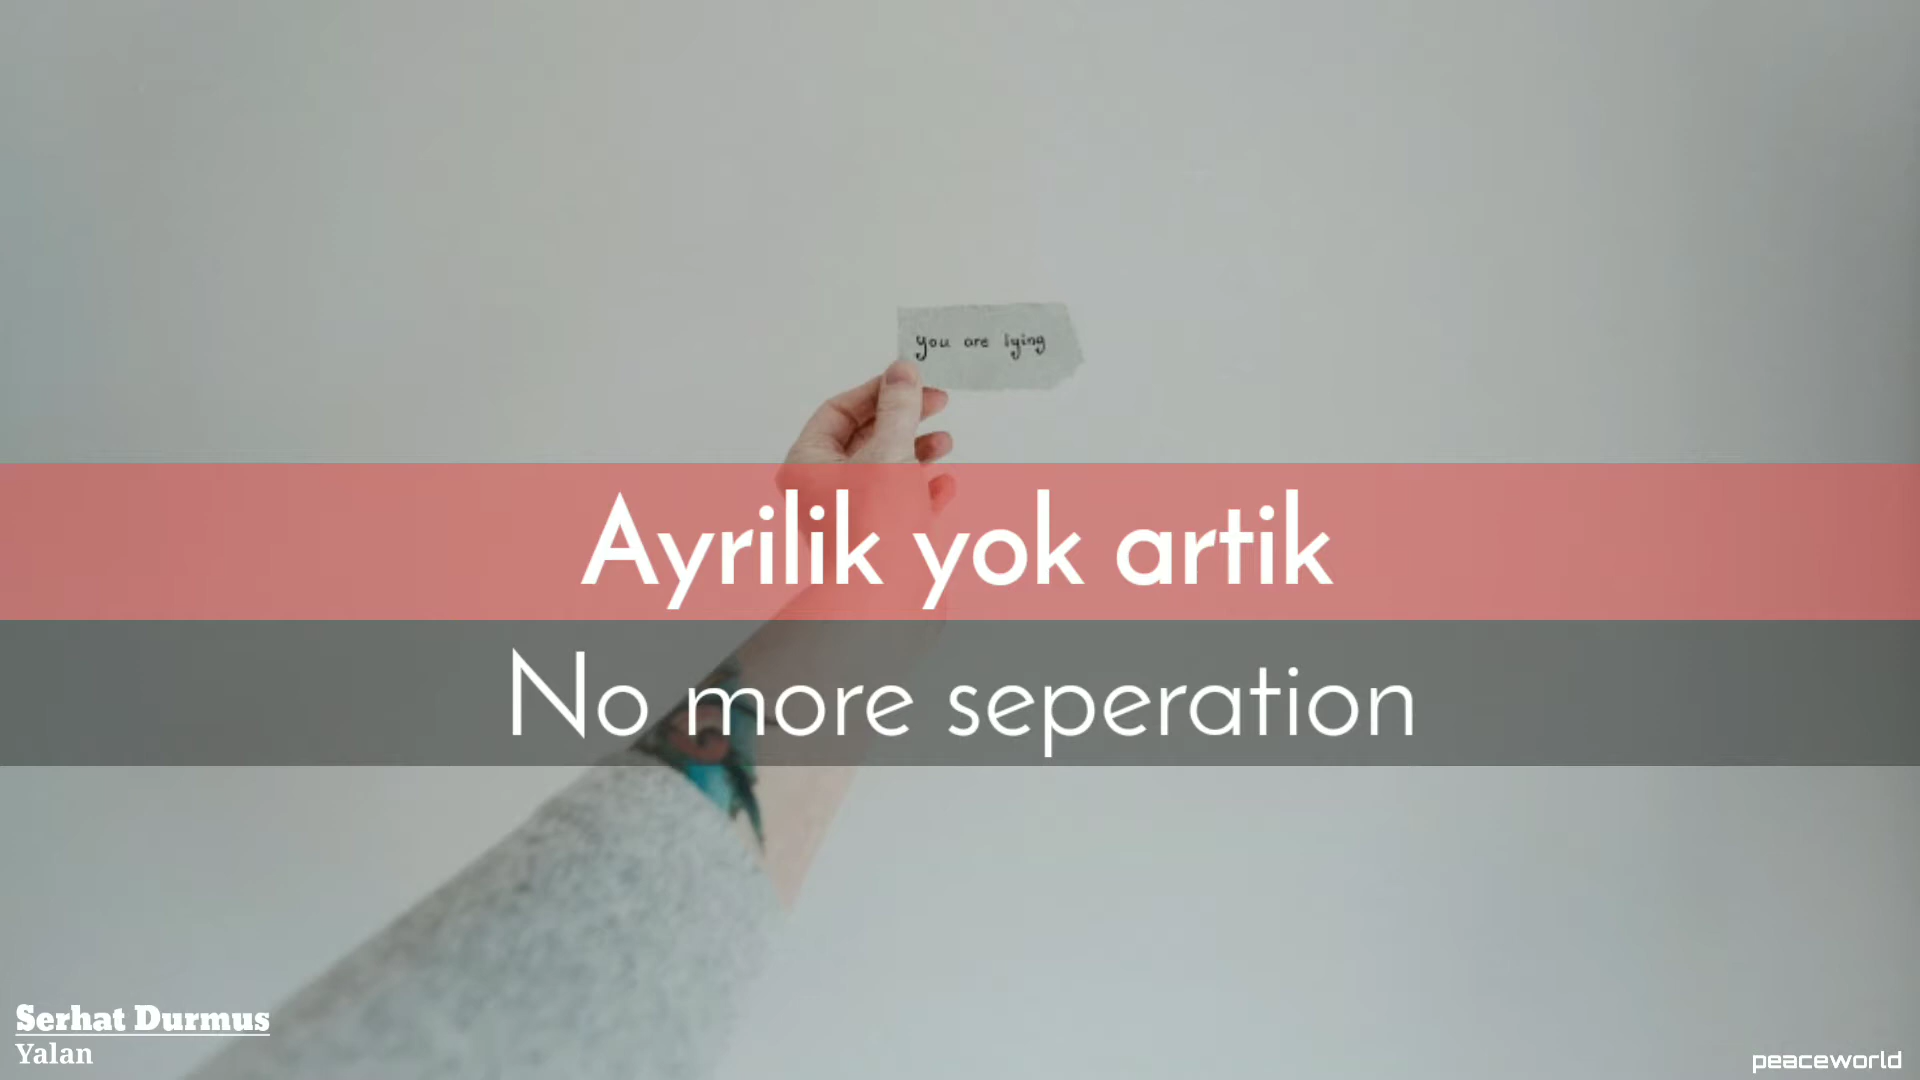 you are lying
Ayrilik yok artik
No more seperation
Serhat Durmus
Yalan
peaceworld